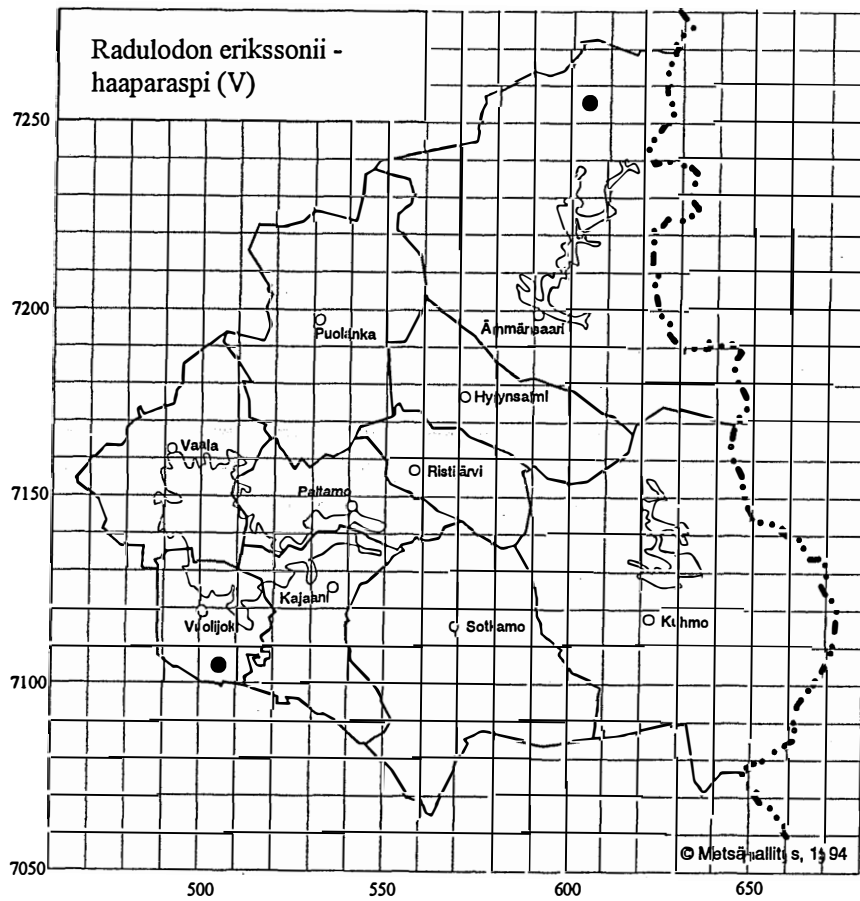 Radulodon erikssonii -
haaparaspi (V)
7250
7200
Ämmänsaari
Puolanka
Hyrynsalmi
Vaala
Ristijärvi
7150
Paltamo
Kajaani
Vuolijoki
Sotkamo
Kuhmo
7100
7050
© Metsähallitus, 1994
500 550 600 650